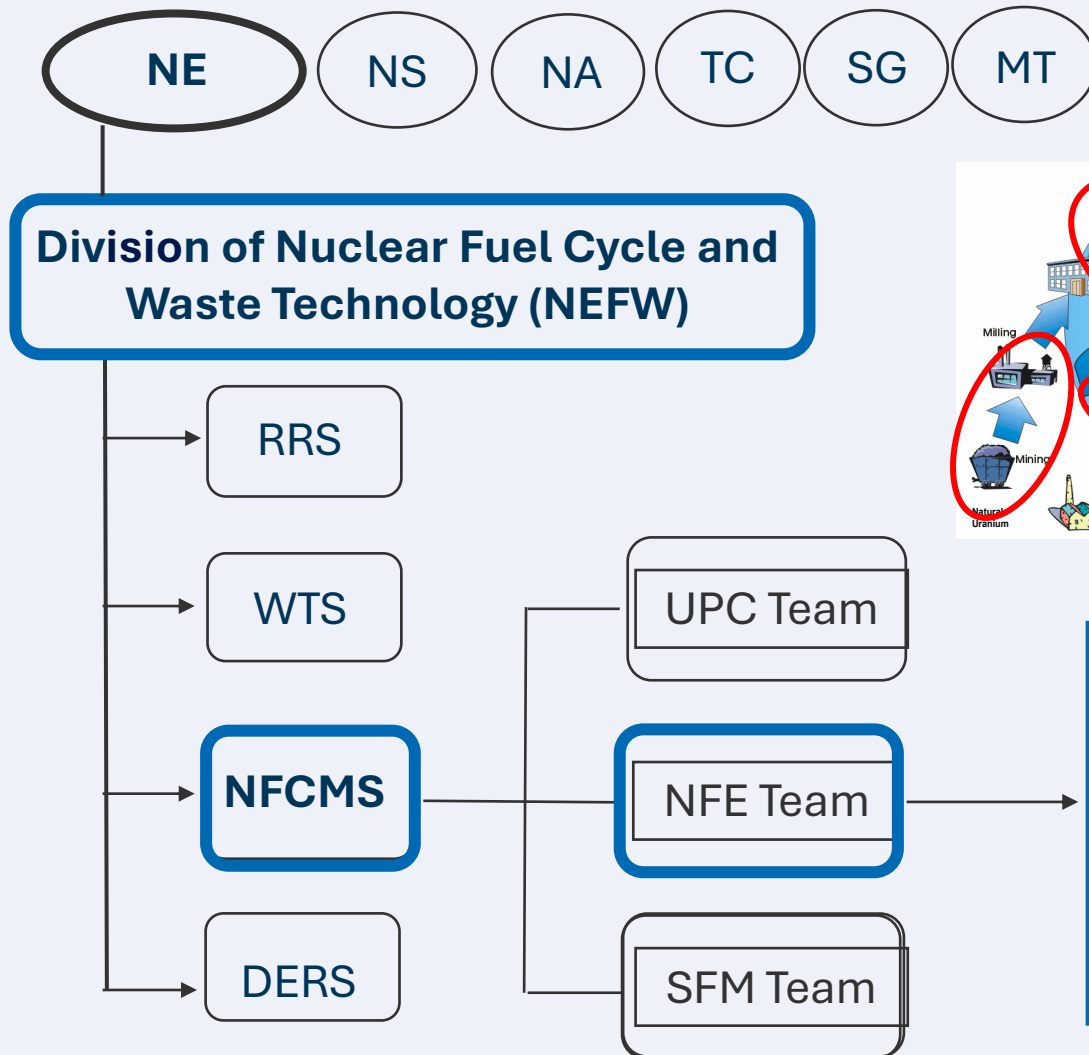 NE NS NA TC SG MT
Division of Nuclear Fuel Cycle and
Waste Technology (NEFW)
Milling
Mining
Natural
Uranium
RRS
WTS
UPC Team
NFCMS
NFE Team
DERS
SFM Team